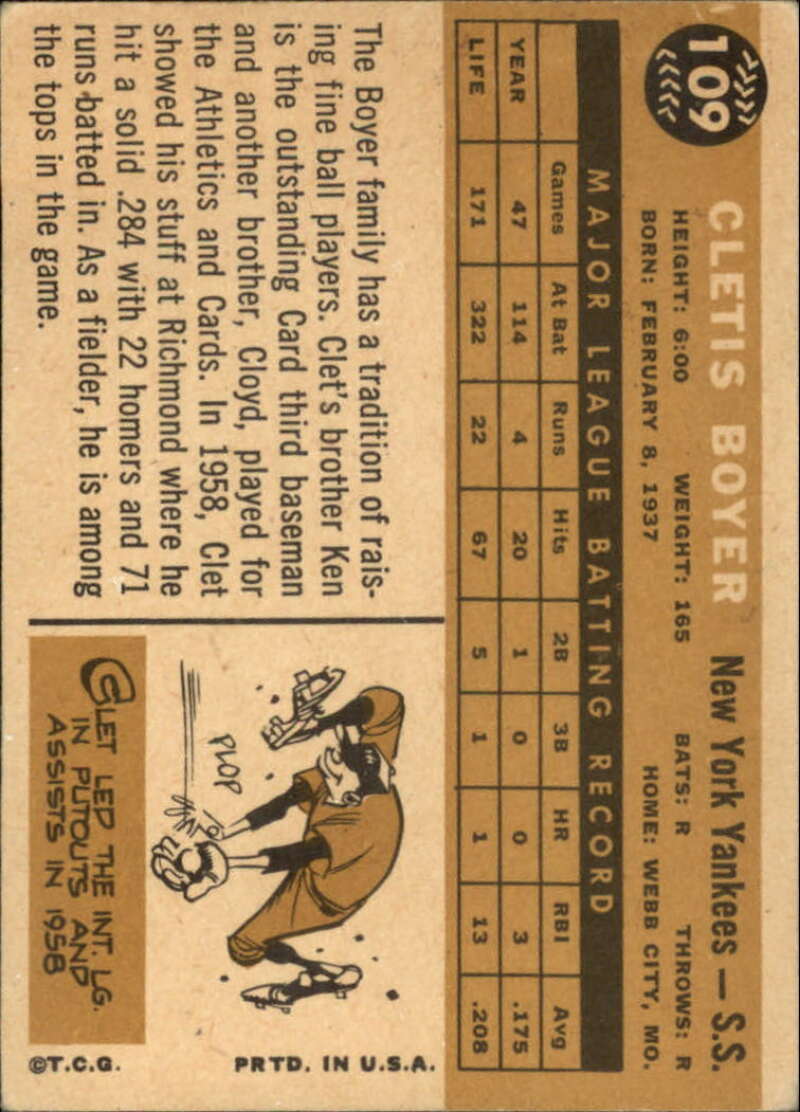 109
CLETIS BOYER New York Yankees — S.S.
HEIGHT: 6:00 WEIGHT: 165 BATS: R THROWS: R
BORN: FEBRUARY 8, 1937 HOME: WEBB CITY, MO.
MAJOR LEAGUE BATTING RECORD
Games At Bat Runs Hits 2B 3B HR RBI Avg
YEAR 47 114 4 20 1 0 0 3 .175
LIFE 171 322 22 67 5 1 1 13 .208
The Boyer family has a tradition of rais-
ing fine ball players. Clet's brother Ken
is the outstanding Card third baseman
and another brother, Cloyd, played for
the Athletics and Cards. In 1958, Clet
showed his stuff at Richmond where he
hit a solid .284 with 22 homers and 71
runs batted in. As a fielder, he is among
the tops in the game.
PLOP
CLET LED THE INT. LG.
IN PUTOUTS AND
ASSISTS IN 1958
©T.C.G. PRTD. IN U.S.A.